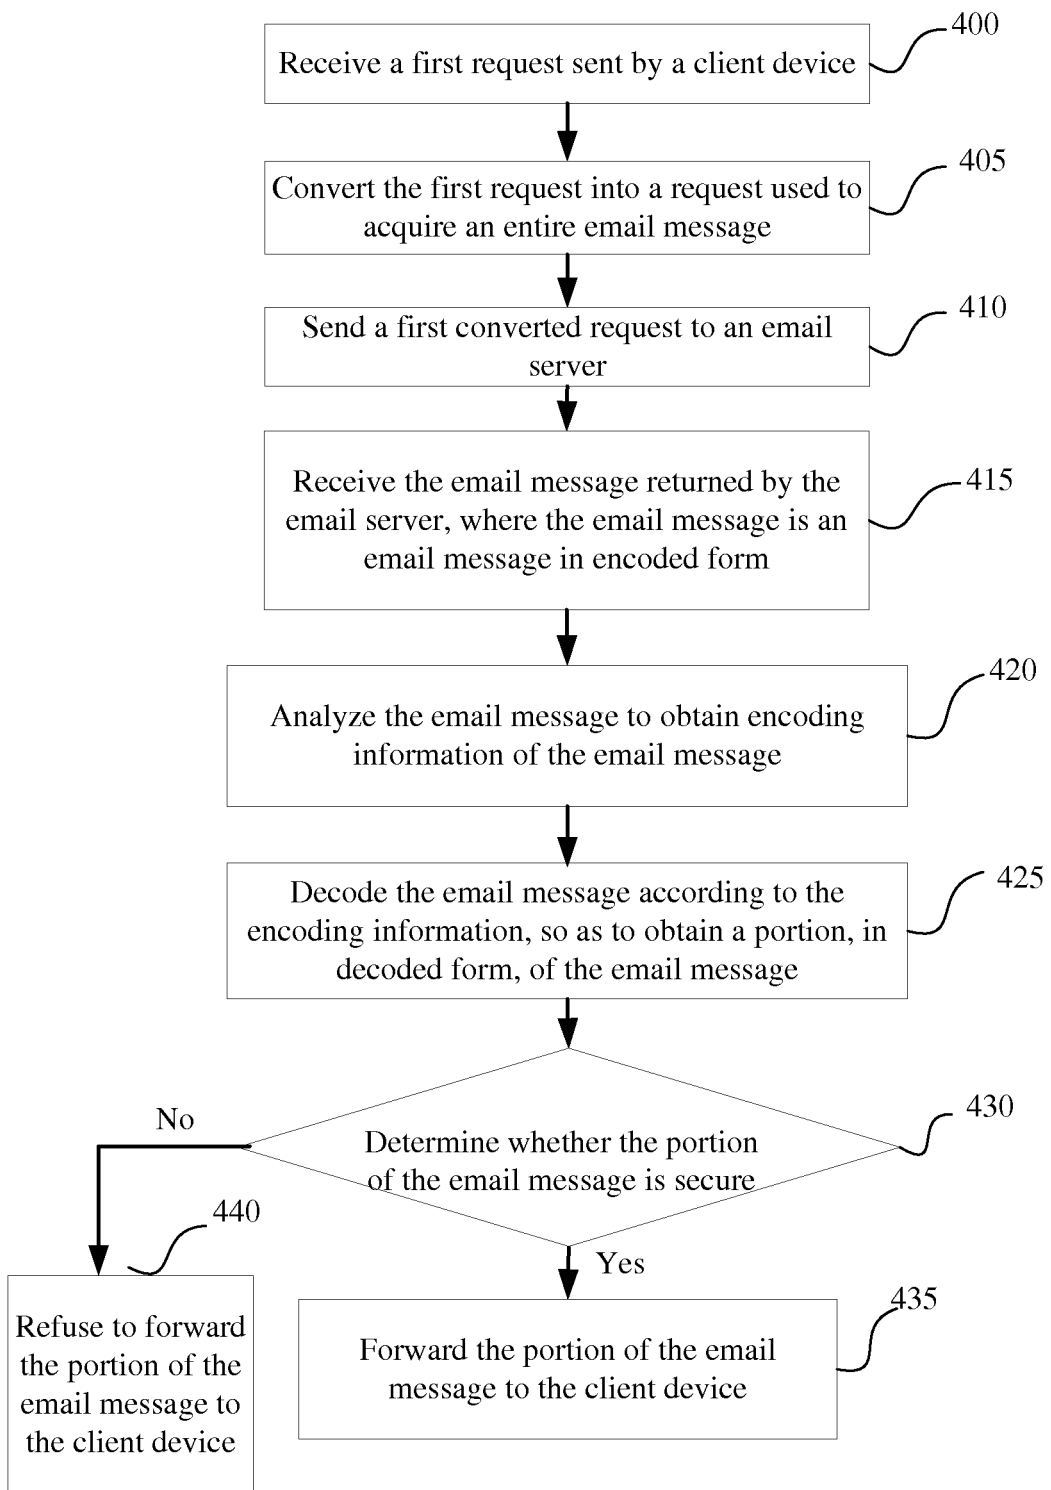 400
Receive a first request sent by a client device
405
Convert the first request into a request used to
acquire an entire email message
410
Send a first converted request to an email
server
415
Receive the email message returned by the
email server, where the email message is an
email message in encoded form
420
Analyze the email message to obtain encoding
information of the email message
425
Decode the email message according to the
encoding information, so as to obtain a portion, in
decoded form, of the email message
430
No
Determine whether the portion
of the email message is secure
440
Yes
435
Refuse to forward
the portion of the
email message to
the client device
Forward the portion of the email
message to the client device